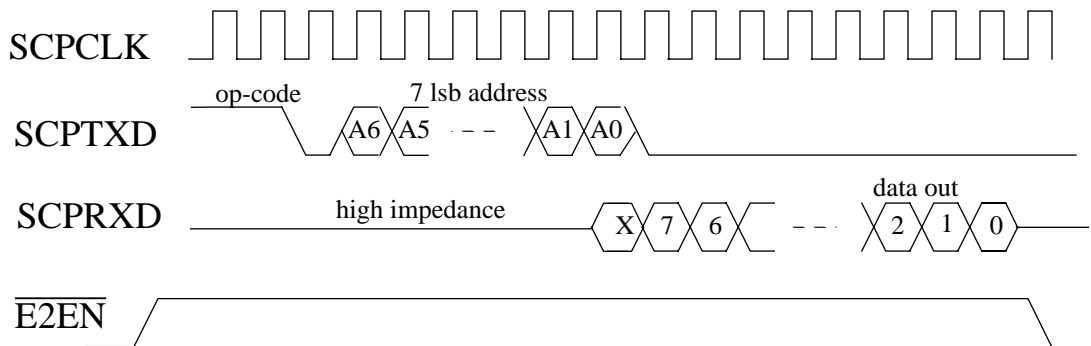 SCPCLK
op-code 7 lsb address
SCPTXD A6 A5 - - - A1 A0
data out
SCPRXD high impedance X 7 6 - - - 2 1 0
E2EN